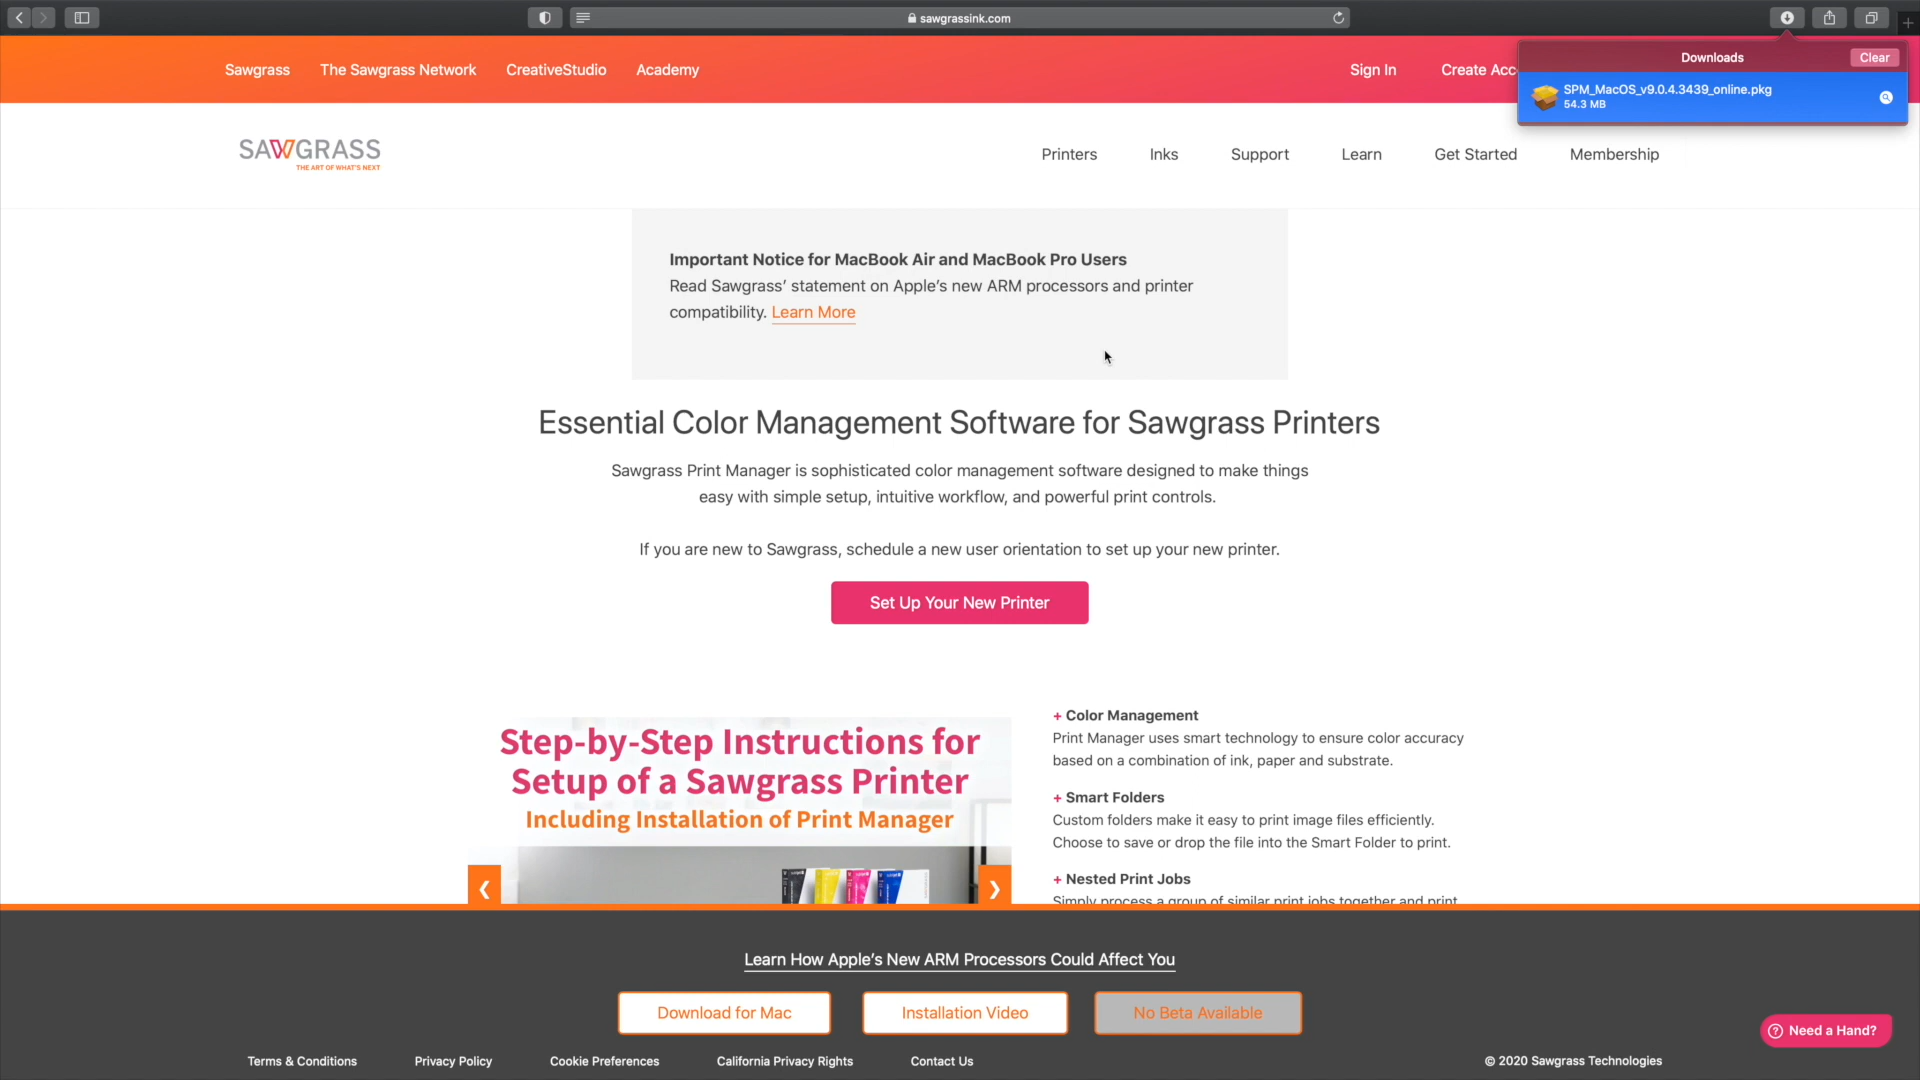 sawgrassink.com
Sawgrass
The Sawgrass Network
CreativeStudio
Academy
Sign In
Create Acc
Downloads
Clear
SPM_MacOS_v9.0.4.3439_online.pkg
54.3 MB
SAWGRASS
THE ART OF WHAT'S NEXT
Printers
Inks
Support
Learn
Get Started
Membership
Important Notice for MacBook Air and MacBook Pro Users
Read Sawgrass’ statement on Apple’s new ARM processors and printer
compatibility. Learn More
Essential Color Management Software for Sawgrass Printers
Sawgrass Print Manager is sophisticated color management software designed to make things
easy with simple setup, intuitive workflow, and powerful print controls.
If you are new to Sawgrass, schedule a new user orientation to set up your new printer.
Set Up Your New Printer
Step-by-Step Instructions for
Setup of a Sawgrass Printer
Including Installation of Print Manager
+ Color Management
Print Manager uses smart technology to ensure color accuracy
based on a combination of ink, paper and substrate.
+ Smart Folders
Custom folders make it easy to print image files efficiently.
Choose to save or drop the file into the Smart Folder to print.
+ Nested Print Jobs
Simply process a group of similar print jobs together and print
Learn How Apple’s New ARM Processors Could Affect You
Download for Mac
Installation Video
No Beta Available
Need a Hand?
Terms & Conditions
Privacy Policy
Cookie Preferences
California Privacy Rights
Contact Us
© 2020 Sawgrass Technologies